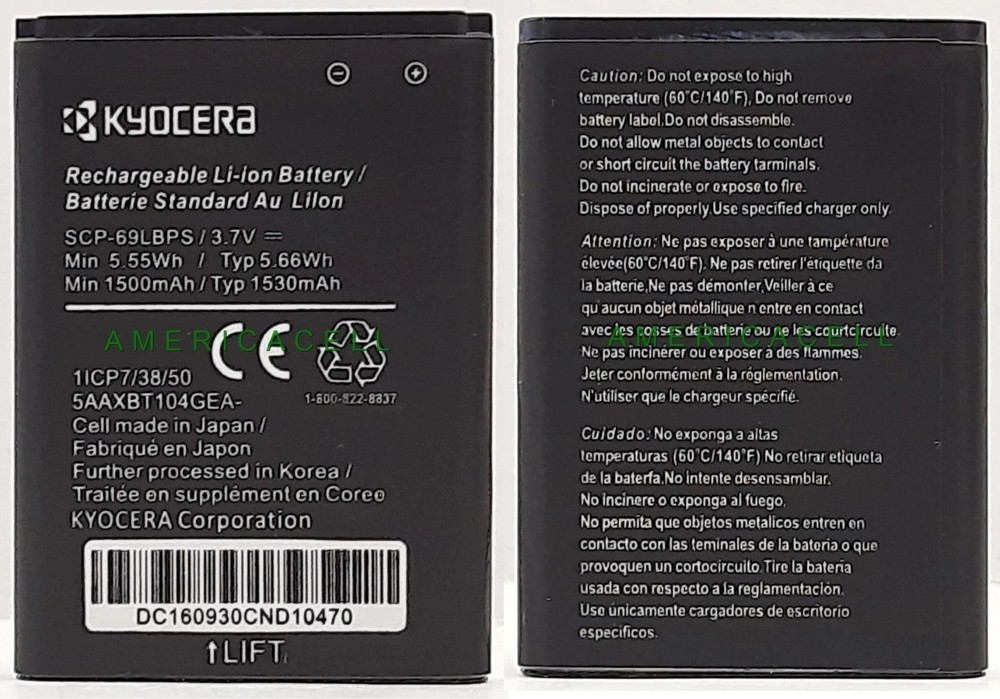 KYOCERA
Rechargeable Li-ion Battery /
Batterie Standard Au LiIon
SCP-69LBPS / 3.7V
Min 5.55Wh / Typ 5.66Wh
Min 1500mAh / Typ 1530mAh
AMERICACELL
CE
1ICP7/38/50
1-800-822-8837
5AAXBT104GEA-
Cell made in Japan /
Fabriqué en Japon
Further processed in Korea /
Traitée en supplément en Coreo
KYOCERA Corporation
DC160930CND10470
↑LIFT
Caution: Do not expose to high
temperature (60°C/140°F), Do not remove
battery label.Do not disassemble.
Do not allow metal objects to contact
or short circuit the battery tarminals.
Do not incinerate or expose to fire.
Dispose of properly.Use specified charger only.
Attention: Ne pas exposer à une tampérature
élevée(60°C/140°F). Ne pas retirer l'étiquette da
la batterie,Ne pas démonter,Veiller à ce
qu'aucun objet métallique n'entre en contact
avec les cosses de batterie ou ne les courtcircuite.
AMERICACELL
Ne pas incinérer ou exposer à des flammes.
Jeter conformément à la réglementation.
N'utiliser que le chargeur spécifié.
Cuidado: No exponga a altas
temperaturas (60°C/140°F) No retirar etiqueta
de la baterfa,No intente desensamblar.
No incinere o exponga al fuego.
No permita que objetos metalicos entren en
contacto con las teminales de la bateria o que
provoquen un cortocircuito.Tire la bateria
usada con respecto a la reglamentación.
Use únicamente cargadores de escritorio
especificos.